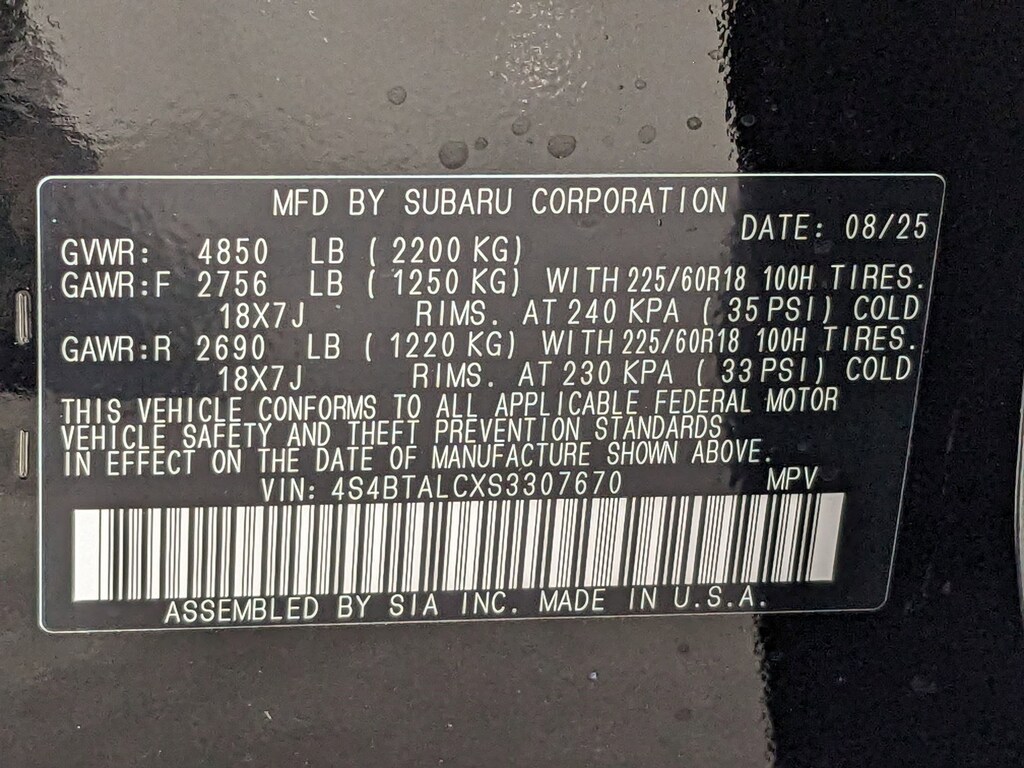 MFD BY SUBARU CORPORATION
DATE: 08/25
GVWR: 4850 LB ( 2200 KG)
GAWR:F 2756 LB ( 1250 KG) WITH 225/60R18 100H TIRES.
18X7J RIMS. AT 240 KPA ( 35 PSI) COLD
GAWR:R 2690 LB ( 1220 KG) WITH 225/60R18 100H TIRES.
18X7J RIMS. AT 230 KPA ( 33 PSI) COLD
THIS VEHICLE CONFORMS TO ALL APPLICABLE FEDERAL MOTOR
VEHICLE SAFETY AND THEFT PREVENTION STANDARDS
IN EFFECT ON THE DATE OF MANUFACTURE SHOWN ABOVE.
VIN: 4S4BTALCXS3307670 MPV
ASSEMBLED BY SIA INC. MADE IN U.S.A.